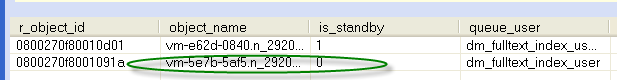 r_object_id object_name is_standby queue_user
0800270f80010d01 vm-e62d-0840.n_2920... 1 dm_fulltext_index_us...
0800270f8001091a vm-5e7b-5af5.n_2920... 0 dm_fulltext_index_user